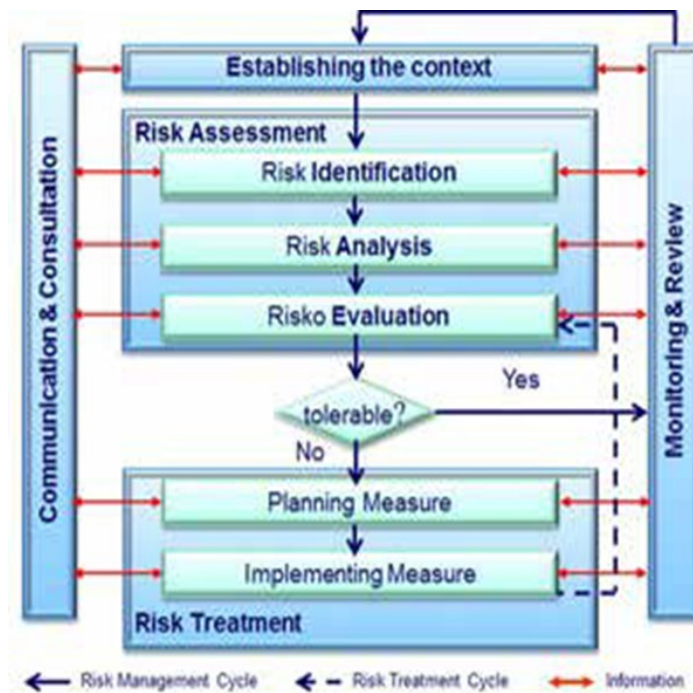 Establishing the context
Communication & Consultation
Risk Assessment
Risk Identification
Risk Analysis
Risko Evaluation
tolerable?
Yes
No
Monitoring & Review
Planning Measure
Implementing Measure
Risk Treatment
Risk Management Cycle
Risk Treatment Cycle
Information